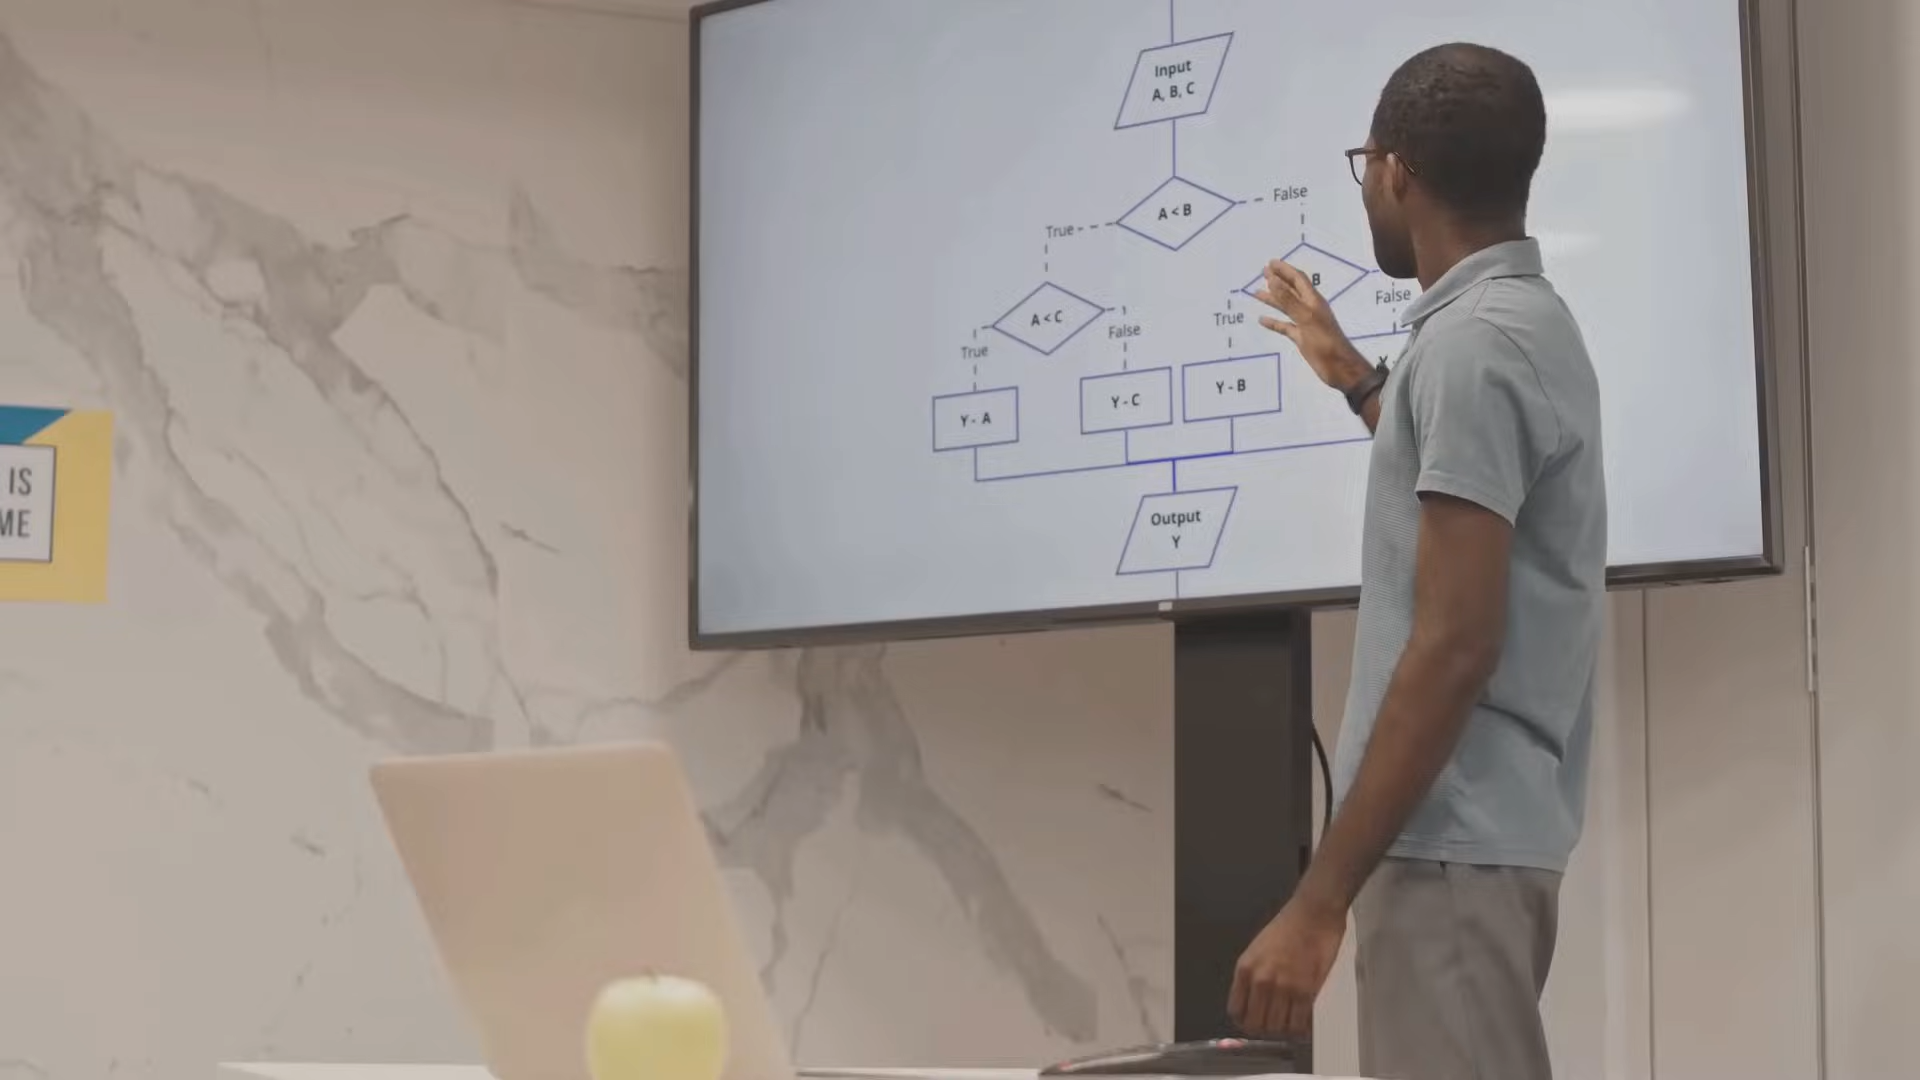 Input
A, B, C
A < B
False
True
B
A < C
False
True
False
True
X
Y - B
Y - C
Y - A
Output
Y
IS
ME